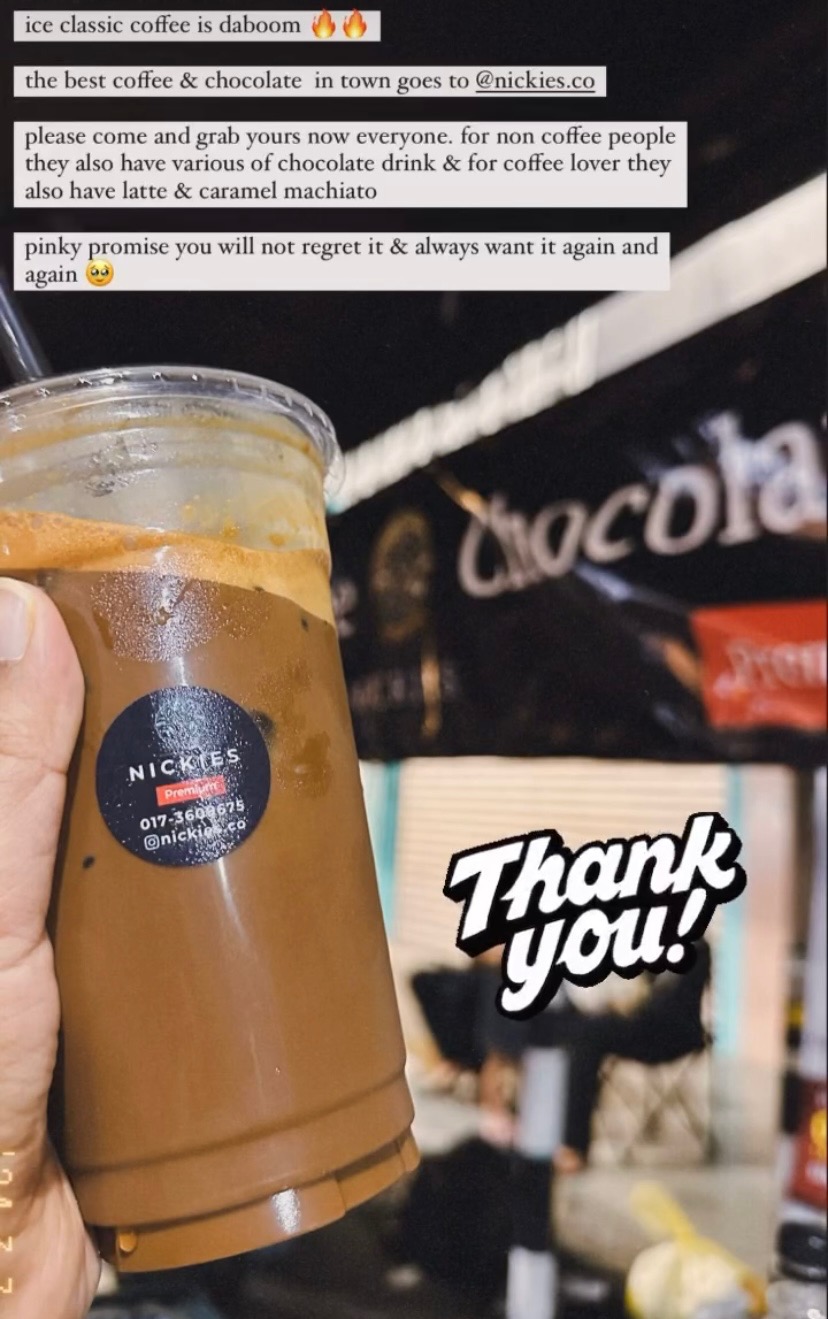 ice classic coffee is daboom 🔥🔥
the best coffee & chocolate in town goes to @nickies.co
please come and grab yours now everyone. for non coffee people
they also have various of chocolate drink & for coffee lover they
also have latte & caramel machiato
pinky promise you will not regret it & always want it again and
again 🥹
Chocola
NICKIES
Premium
@nickies.co
Thank
you!